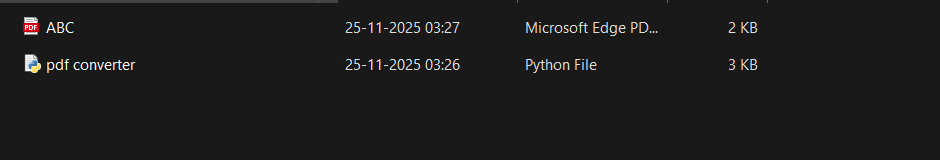 PDF ABC 25-11-2025 03:27 Microsoft Edge PD... 2 KB
pdf converter 25-11-2025 03:26 Python File 3 KB